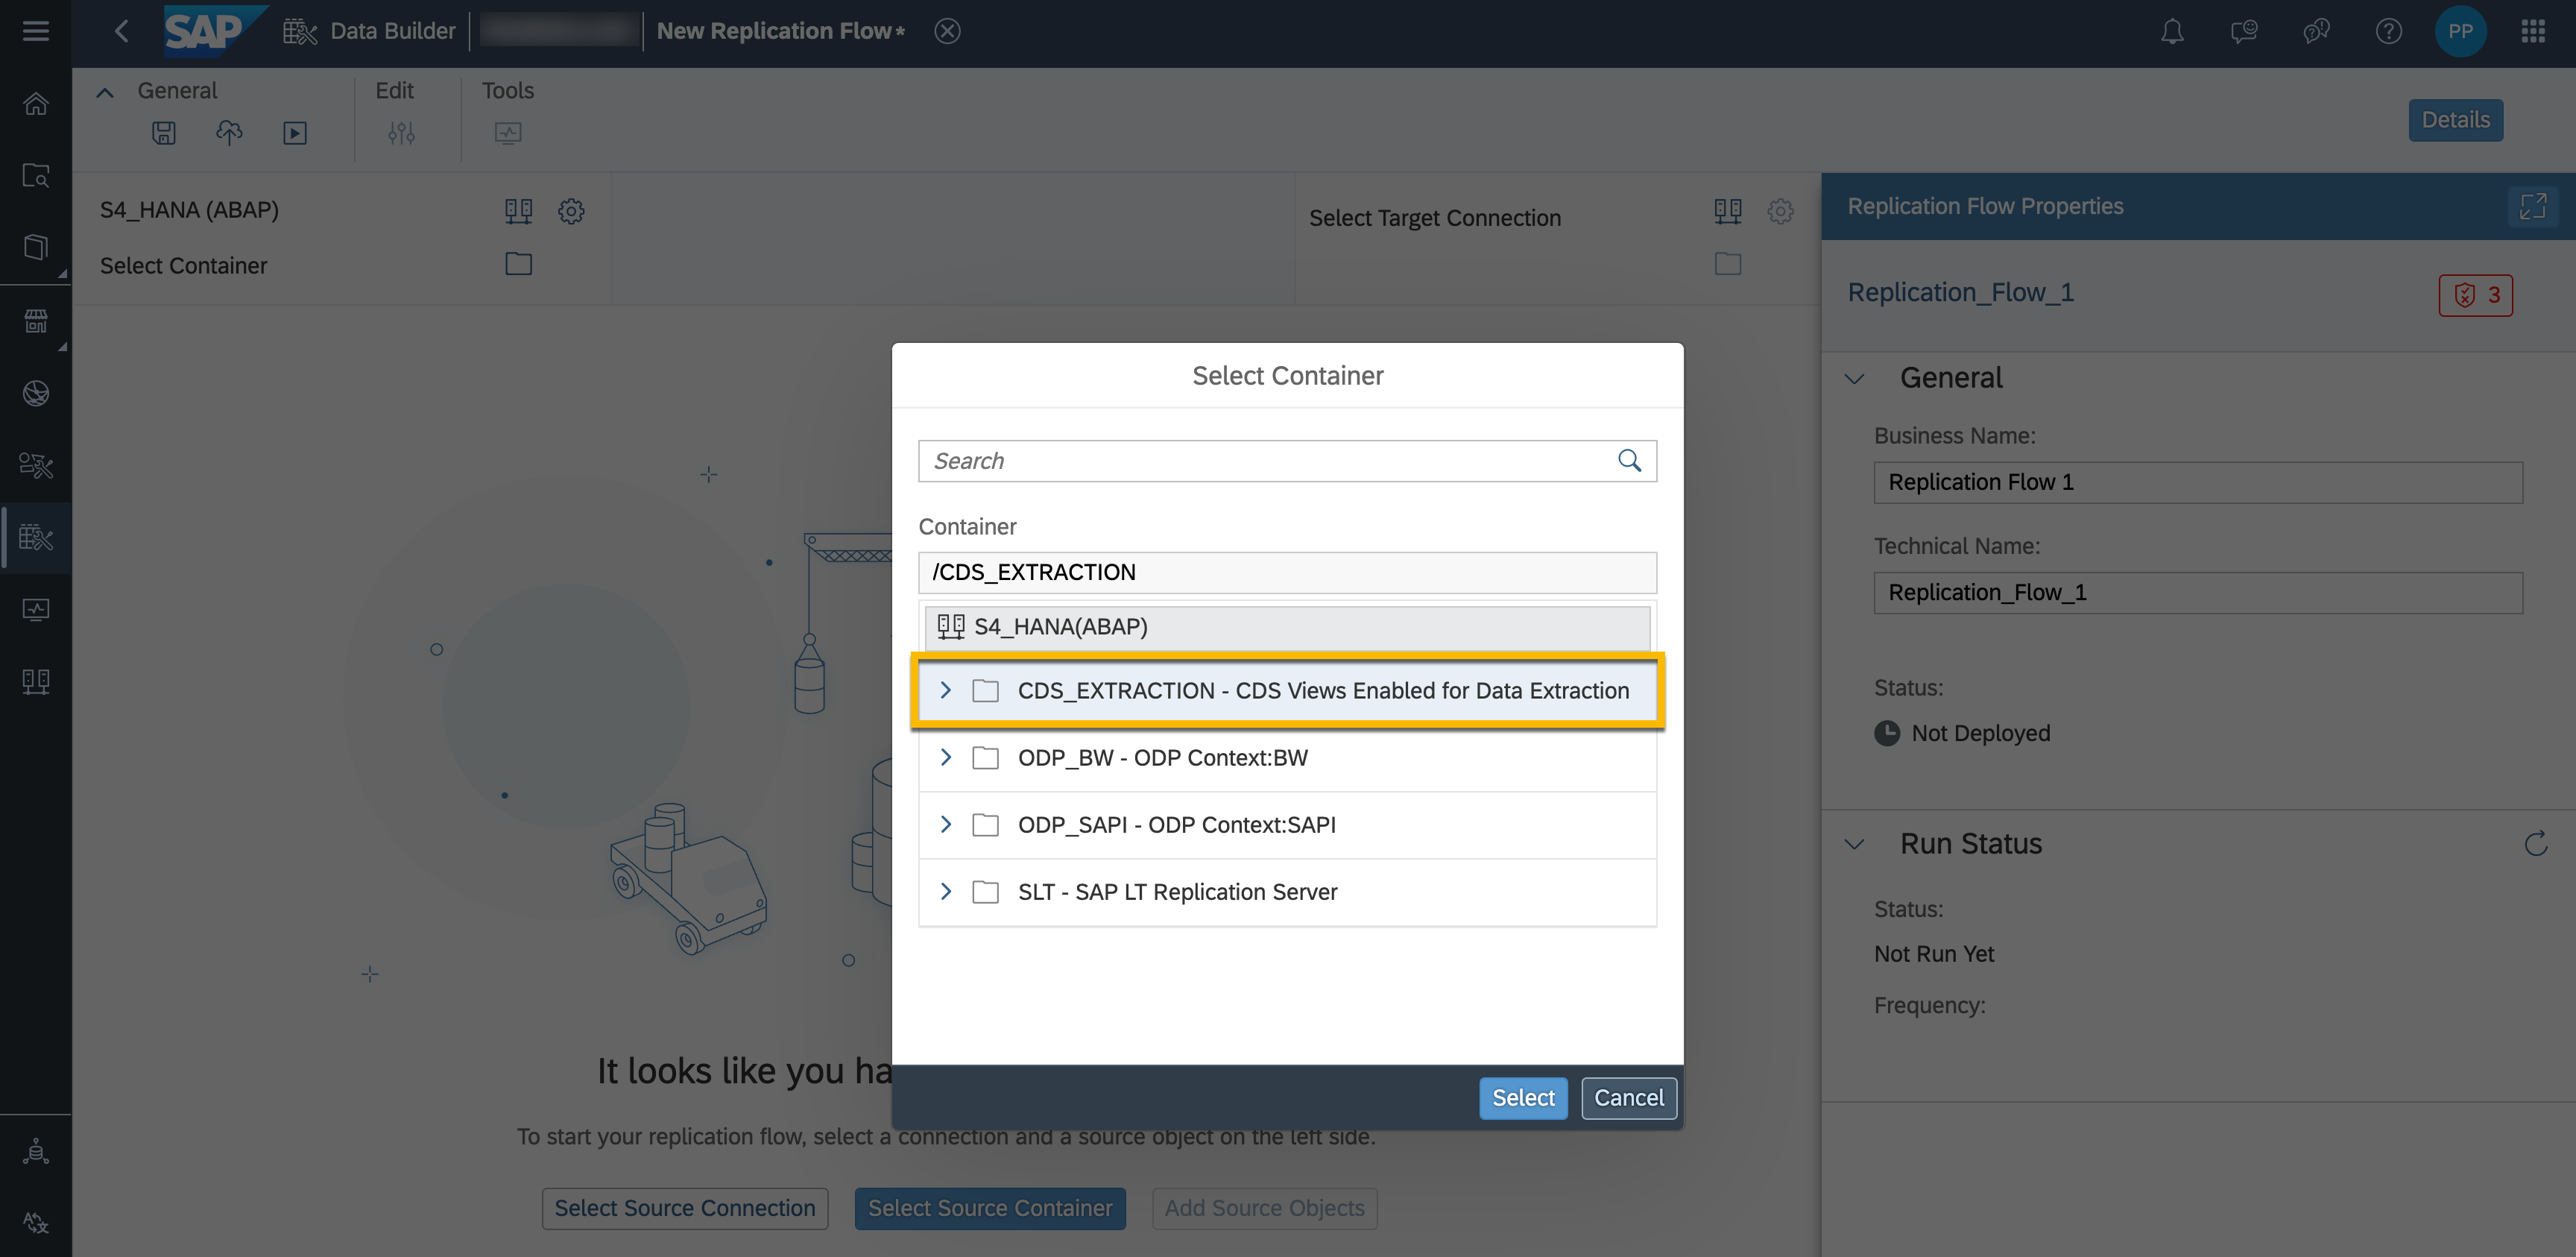 SAP
Data Builder
New Replication Flow*
PP
General
Edit
Tools
Details
S4_HANA (ABAP)
Select Container
Select Target Connection
Replication Flow Properties
Replication_Flow_1
3
General
Business Name:
Replication Flow 1
Technical Name:
Replication_Flow_1
Status:
Not Deployed
Run Status
Status:
Not Run Yet
Frequency:
Select Container
Search
Container
/CDS_EXTRACTION
S4_HANA(ABAP)
CDS_EXTRACTION - CDS Views Enabled for Data Extraction
ODP_BW - ODP Context:BW
ODP_SAPI - ODP Context:SAPI
SLT - SAP LT Replication Server
Select
Cancel
It looks like you ha
To start your replication flow, select a connection and a source object on the left side.
Select Source Connection
Select Source Container
Add Source Objects